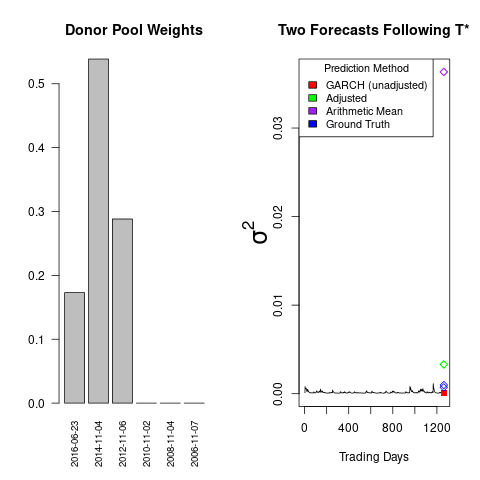 Donor Pool Weights
0.5
0.4
0.3
0.2
0.1
0.0
2016-06-23
2014-11-04
2012-11-06
2010-11-02
2008-11-04
2006-11-07
Two Forecasts Following T*
Prediction Method
GARCH (unadjusted)
Adjusted
Arithmetic Mean
Ground Truth
σ²
0.03
0.02
0.01
0.00
0
400
800
1200
Trading Days